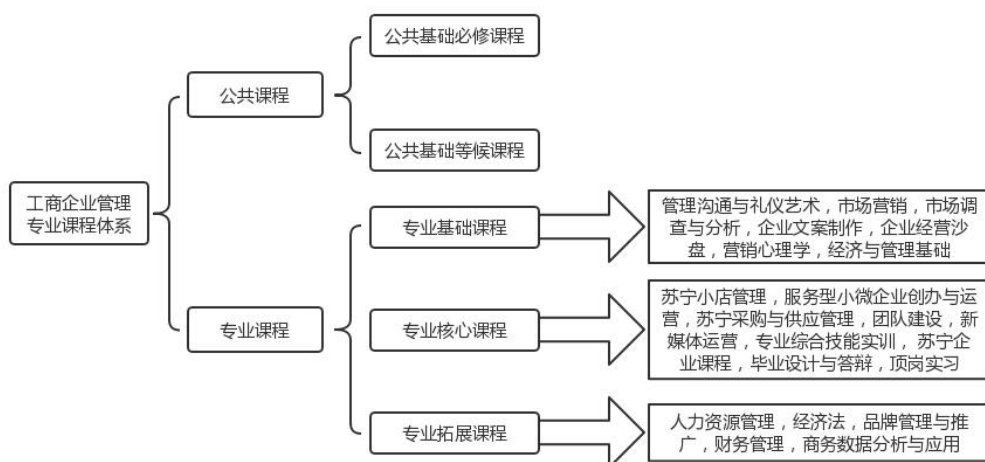 工商企业管理
专业课程体系
公共课程
公共基础必修课程
公共基础等候课程
专业课程
专业基础课程
管理沟通与礼仪艺术，市场营销，市场调
查与分析，企业文案制作，企业经营沙
盘，营销心理学，经济与管理基础
专业核心课程
苏宁小店管理，服务型小微企业创办与运
营，苏宁采购与供应管理，团队建设，新
媒体运营，专业综合技能实训， 苏宁企
业课程，毕业设计与答辩，顶岗实习
专业拓展课程
人力资源管理，经济法，品牌管理与推
广，财务管理，商务数据分析与应用